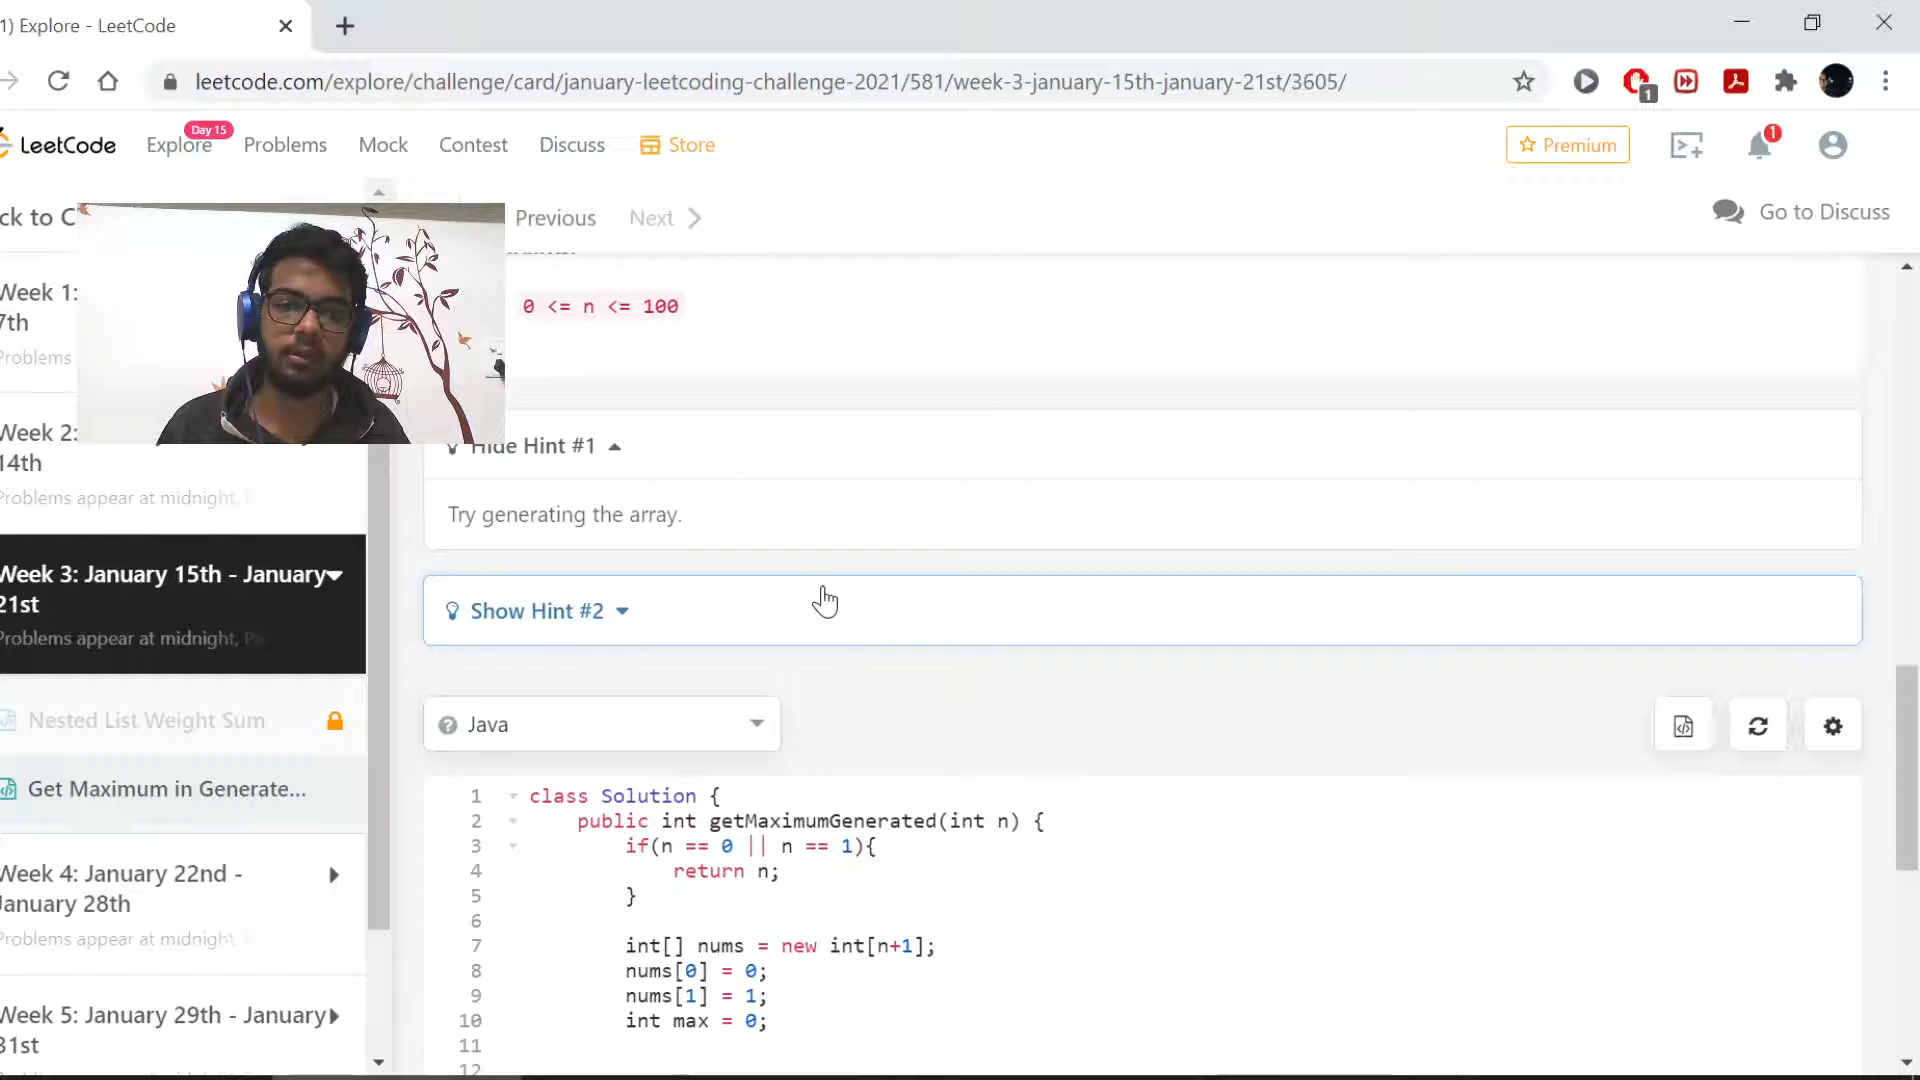 1) Explore - LeetCode
leetcode.com/explore/challenge/card/january-leetcoding-challenge-2021/581/week-3-january-15th-january-21st/3605/
1
LeetCode
Explore
Day 15
Problems
Mock
Contest
Discuss
Store
Premium
1
ck to C
Previous
Next
Go to Discuss
Week 1:
7th
Problems
Week 2:
14th
Problems appear at midnight,
Week 3: January 15th - January
21st
Problems appear at midnight,
Nested List Weight Sum
Get Maximum in Generate...
Week 4: January 22nd -
January 28th
Problems appear at midnight,
Week 5: January 29th - January
31st
0 <= n <= 100
Hide Hint #1
Try generating the array.
Show Hint #2
Java
1 class Solution {
2 public int getMaximumGenerated(int n) {
3 if(n == 0 || n == 1){
4 return n;
5 }
6
7 int[] nums = new int[n+1];
8 nums[0] = 0;
9 nums[1] = 1;
10 int max = 0;
11
12